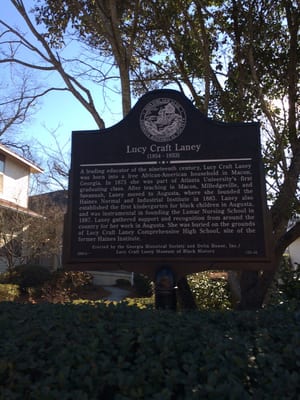 Lucy Craft Laney
(1854 - 1933)
A leading educator of the nineteenth century, Lucy Craft Laney
was born into a free African-American household in Macon,
Georgia. In 1873 she was part of Atlanta University's first
graduating class. After teaching in Macon, Milledgeville, and
Savannah, Laney moved to Augusta, where she founded the
Haines Normal and Industrial Institute in 1883. Laney also
established the first kindergarten for black children in Augusta,
and was instrumental in founding the Lamar Nursing School in
1887. Laney gathered support and recognition from around the
country for her work in Augusta. She was buried on the grounds
of Lucy Craft Laney Comprehensive High School, site of the
former Haines Institute.
Erected by the Georgia Historical Society and Delta House, Inc./
Lucy Craft Laney Museum of Black History